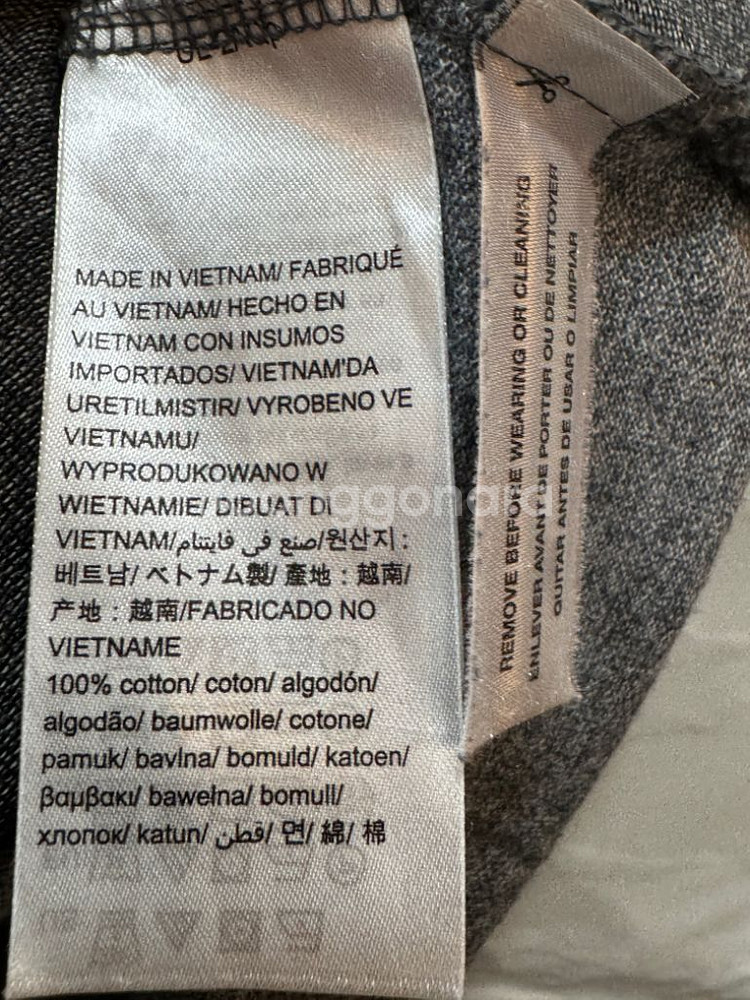 MADE IN VIETNAM/ FABRIQUÉ
AU VIETNAM/ HECHO EN
VIETNAM CON INSUMOS
IMPORTADOS/ VIETNAM'DA
URETILMISTIR/ VYROBENO VE
VIETNAMU/
WYPRODUKOWANO W
WIETNAMIE/ DIBUAT DI
VIETNAM/صنع في فايتنام/원산지 :
베트남/ ベトナム製/ 產地 : 越南/
产地 : 越南/FABRICADO NO
VIETNAME
100% cotton/ coton/ algodón/
algodão/ baumwolle/ cotone/
pamuk/ bavlna/ bomuld/ katoen/
βαμβακι/ bawełna/ bomull/
хлопок/ katun/ قطن/ 면/ 綿/ 棉
REMOVE BEFORE WEARING OR CLEANING
ENLEVER AVANT DE PORTER OU DE NETTOYER
QUITAR ANTES DE USAR O LIMPIAR